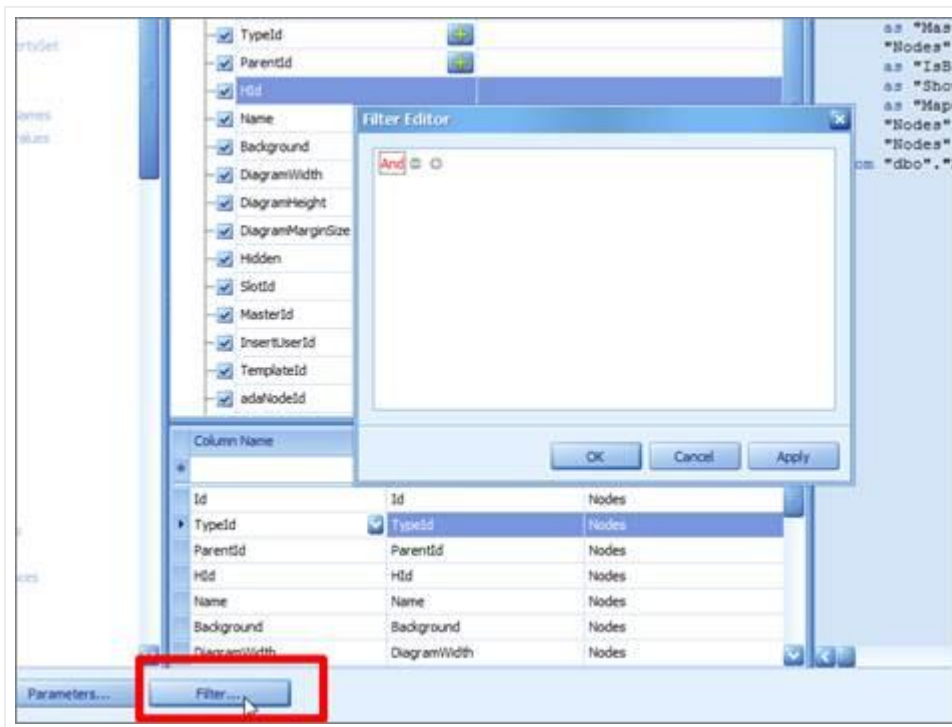 TypeId
ParentId
HId
Name
Background
DiagramWidth
DiagramHeight
DiagramMarginSize
Hidden
SlotId
MasterId
InsertUserId
TemplateId
adaNodeId
Filter Editor
And
OK Cancel Apply
as "Mas
"Nodes"
as "IsB
as "Sho
as "Map
"Nodes"
"Nodes"
om "dbo"."
Column Name
Id Id Nodes
TypeId TypeId Nodes
ParentId ParentId Nodes
HId HId Nodes
Name Name Nodes
Background Background Nodes
DiagramWidth DiagramWidth Nodes
Parameters... Filter...